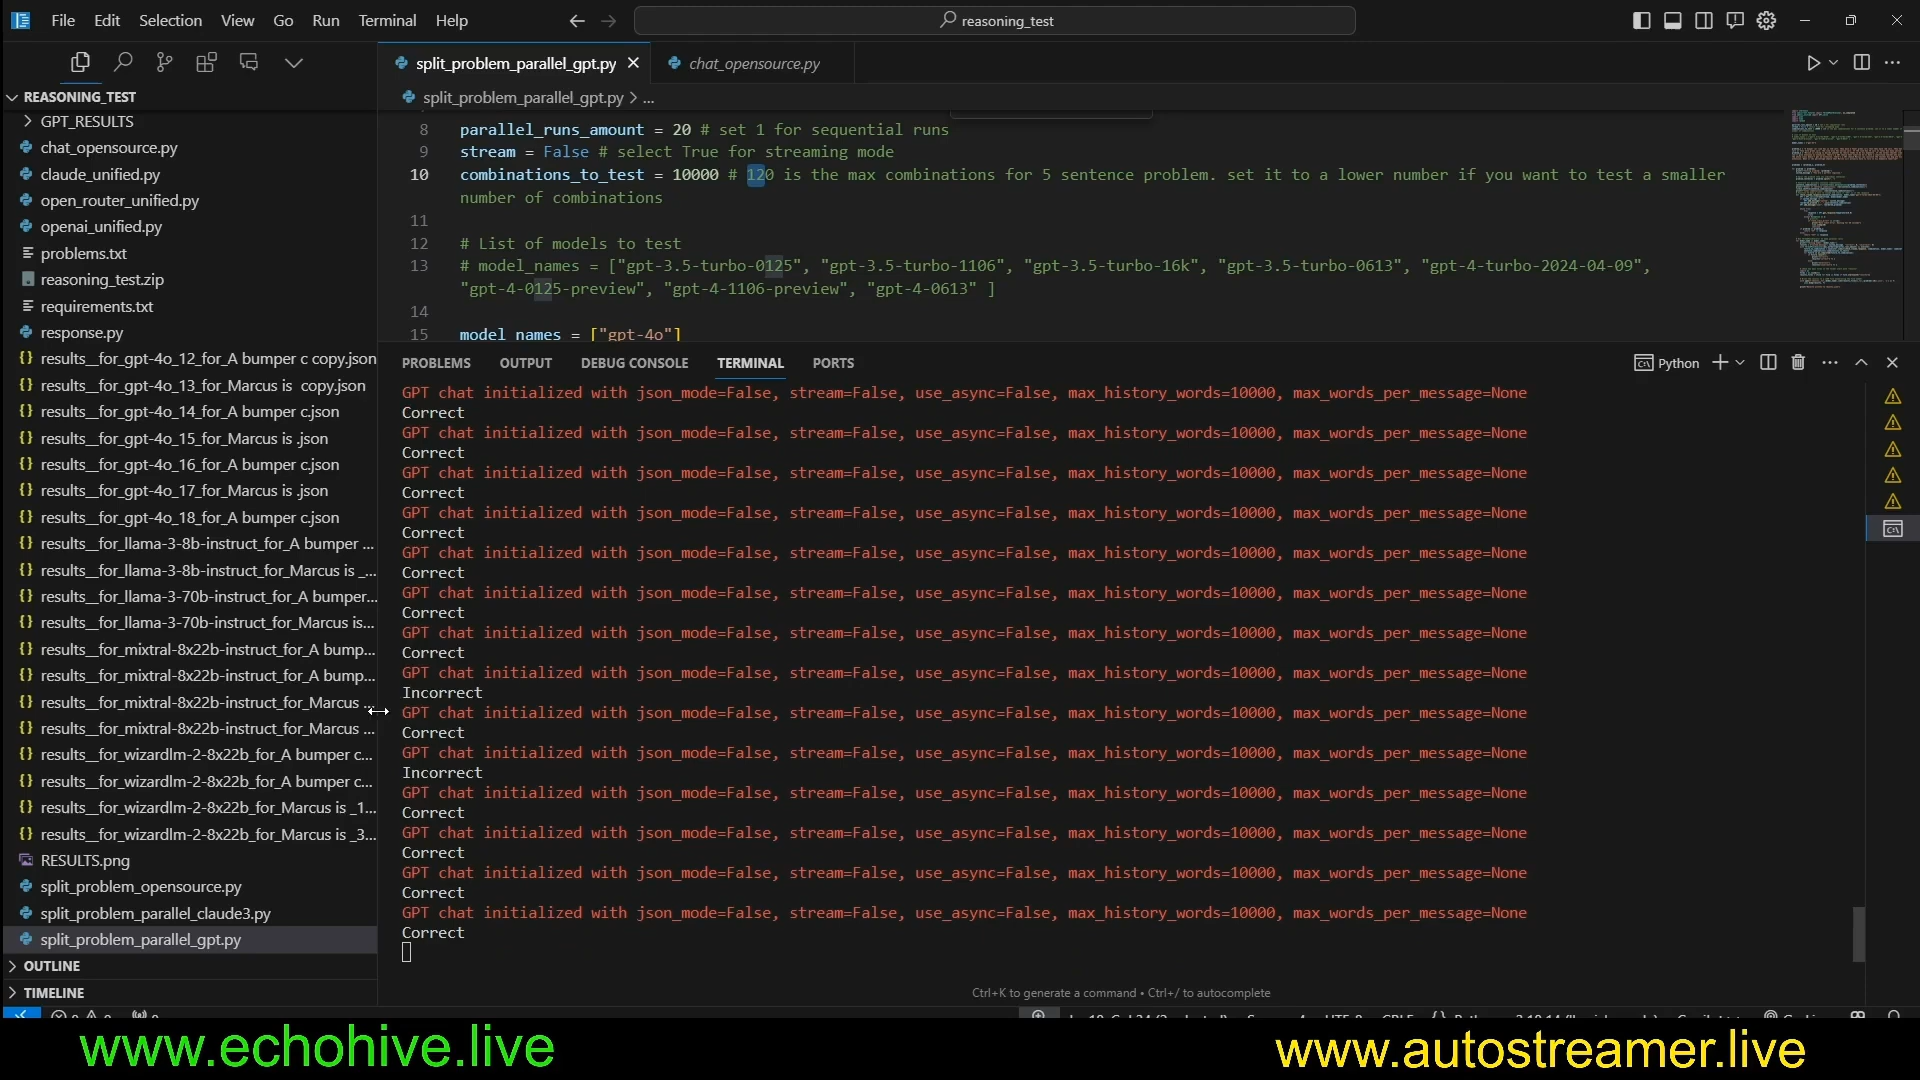 File Edit Selection View Go Run Terminal Help
reasoning_test
REASONING_TEST
GPT_RESULTS
chat_opensource.py
claude_unified.py
open_router_unified.py
openai_unified.py
problems.txt
reasoning_test.zip
requirements.txt
response.py
results__for_gpt-4o_12_for_A bumper c copy.json
results__for_gpt-4o_13_for_Marcus is  copy.json
results__for_gpt-4o_14_for_A bumper c.json
results__for_gpt-4o_15_for_Marcus is .json
results__for_gpt-4o_16_for_A bumper c.json
results__for_gpt-4o_17_for_Marcus is .json
results__for_gpt-4o_18_for_A bumper c.json
results__for_llama-3-8b-instruct_for_A bumper ...
results__for_llama-3-8b-instruct_for_Marcus is _...
results__for_llama-3-70b-instruct_for_A bumper...
results__for_llama-3-70b-instruct_for_Marcus is...
results__for_mixtral-8x22b-instruct_for_A bump...
results__for_mixtral-8x22b-instruct_for_A bump...
results__for_mixtral-8x22b-instruct_for_Marcus ...
results__for_mixtral-8x22b-instruct_for_Marcus ...
results__for_wizardlm-2-8x22b_for_A bumper c...
results__for_wizardlm-2-8x22b_for_A bumper c...
results__for_wizardlm-2-8x22b_for_Marcus is _1...
results__for_wizardlm-2-8x22b_for_Marcus is _3...
RESULTS.png
split_problem_opensource.py
split_problem_parallel_claude3.py
split_problem_parallel_gpt.py
OUTLINE
TIMELINE
split_problem_parallel_gpt.py
chat_opensource.py
split_problem_parallel_gpt.py > ...
8 parallel_runs_amount = 20 # set 1 for sequential runs
9 stream = False # select True for streaming mode
10 combinations_to_test = 10000 # 120 is the max combinations for 5 sentence problem. set it to a lower number if you want to test a smaller
number of combinations
11
12 # List of models to test
13 # model_names = ["gpt-3.5-turbo-0125", "gpt-3.5-turbo-1106", "gpt-3.5-turbo-16k", "gpt-3.5-turbo-0613", "gpt-4-turbo-2024-04-09",
"gpt-4-0125-preview", "gpt-4-1106-preview", "gpt-4-0613" ]
14
15 model_names = ["gpt-4o"]
PROBLEMS OUTPUT DEBUG CONSOLE TERMINAL PORTS
Python
GPT chat initialized with json_mode=False, stream=False, use_async=False, max_history_words=10000, max_words_per_message=None
Correct
GPT chat initialized with json_mode=False, stream=False, use_async=False, max_history_words=10000, max_words_per_message=None
Correct
GPT chat initialized with json_mode=False, stream=False, use_async=False, max_history_words=10000, max_words_per_message=None
Correct
GPT chat initialized with json_mode=False, stream=False, use_async=False, max_history_words=10000, max_words_per_message=None
Correct
GPT chat initialized with json_mode=False, stream=False, use_async=False, max_history_words=10000, max_words_per_message=None
Correct
GPT chat initialized with json_mode=False, stream=False, use_async=False, max_history_words=10000, max_words_per_message=None
Correct
GPT chat initialized with json_mode=False, stream=False, use_async=False, max_history_words=10000, max_words_per_message=None
Correct
GPT chat initialized with json_mode=False, stream=False, use_async=False, max_history_words=10000, max_words_per_message=None
Incorrect
GPT chat initialized with json_mode=False, stream=False, use_async=False, max_history_words=10000, max_words_per_message=None
Correct
GPT chat initialized with json_mode=False, stream=False, use_async=False, max_history_words=10000, max_words_per_message=None
Incorrect
GPT chat initialized with json_mode=False, stream=False, use_async=False, max_history_words=10000, max_words_per_message=None
Correct
GPT chat initialized with json_mode=False, stream=False, use_async=False, max_history_words=10000, max_words_per_message=None
Correct
GPT chat initialized with json_mode=False, stream=False, use_async=False, max_history_words=10000, max_words_per_message=None
Correct
GPT chat initialized with json_mode=False, stream=False, use_async=False, max_history_words=10000, max_words_per_message=None
Correct
Ctrl+K to generate a command • Ctrl+/ to autocomplete
www.echohive.live
www.autostreamer.live